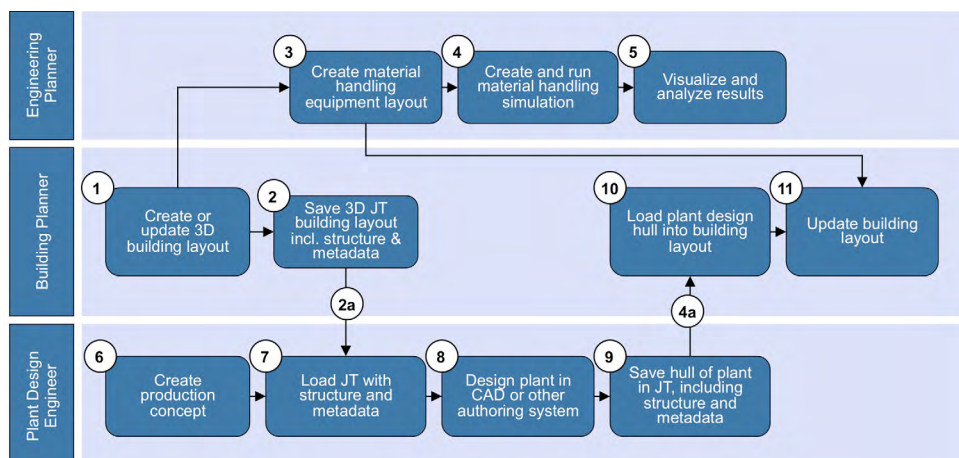 Engineering
Planner
3
Create material
handling
equipment layout
4
Create and run
material handling
simulation
5
Visualize and
analyze results
Building Planner
1
Create or
update 3D
building layout
2
Save 3D JT
building layout
incl. structure &
metadata
10
Load plant design
hull into building
layout
11
Update building
layout
2a
4a
Plant Design
Engineer
6
Create
production
concept
7
Load JT with
structure and
metadata
8
Design plant in
CAD or other
authoring system
9
Save hull of plant
in JT, including
structure and
metadata